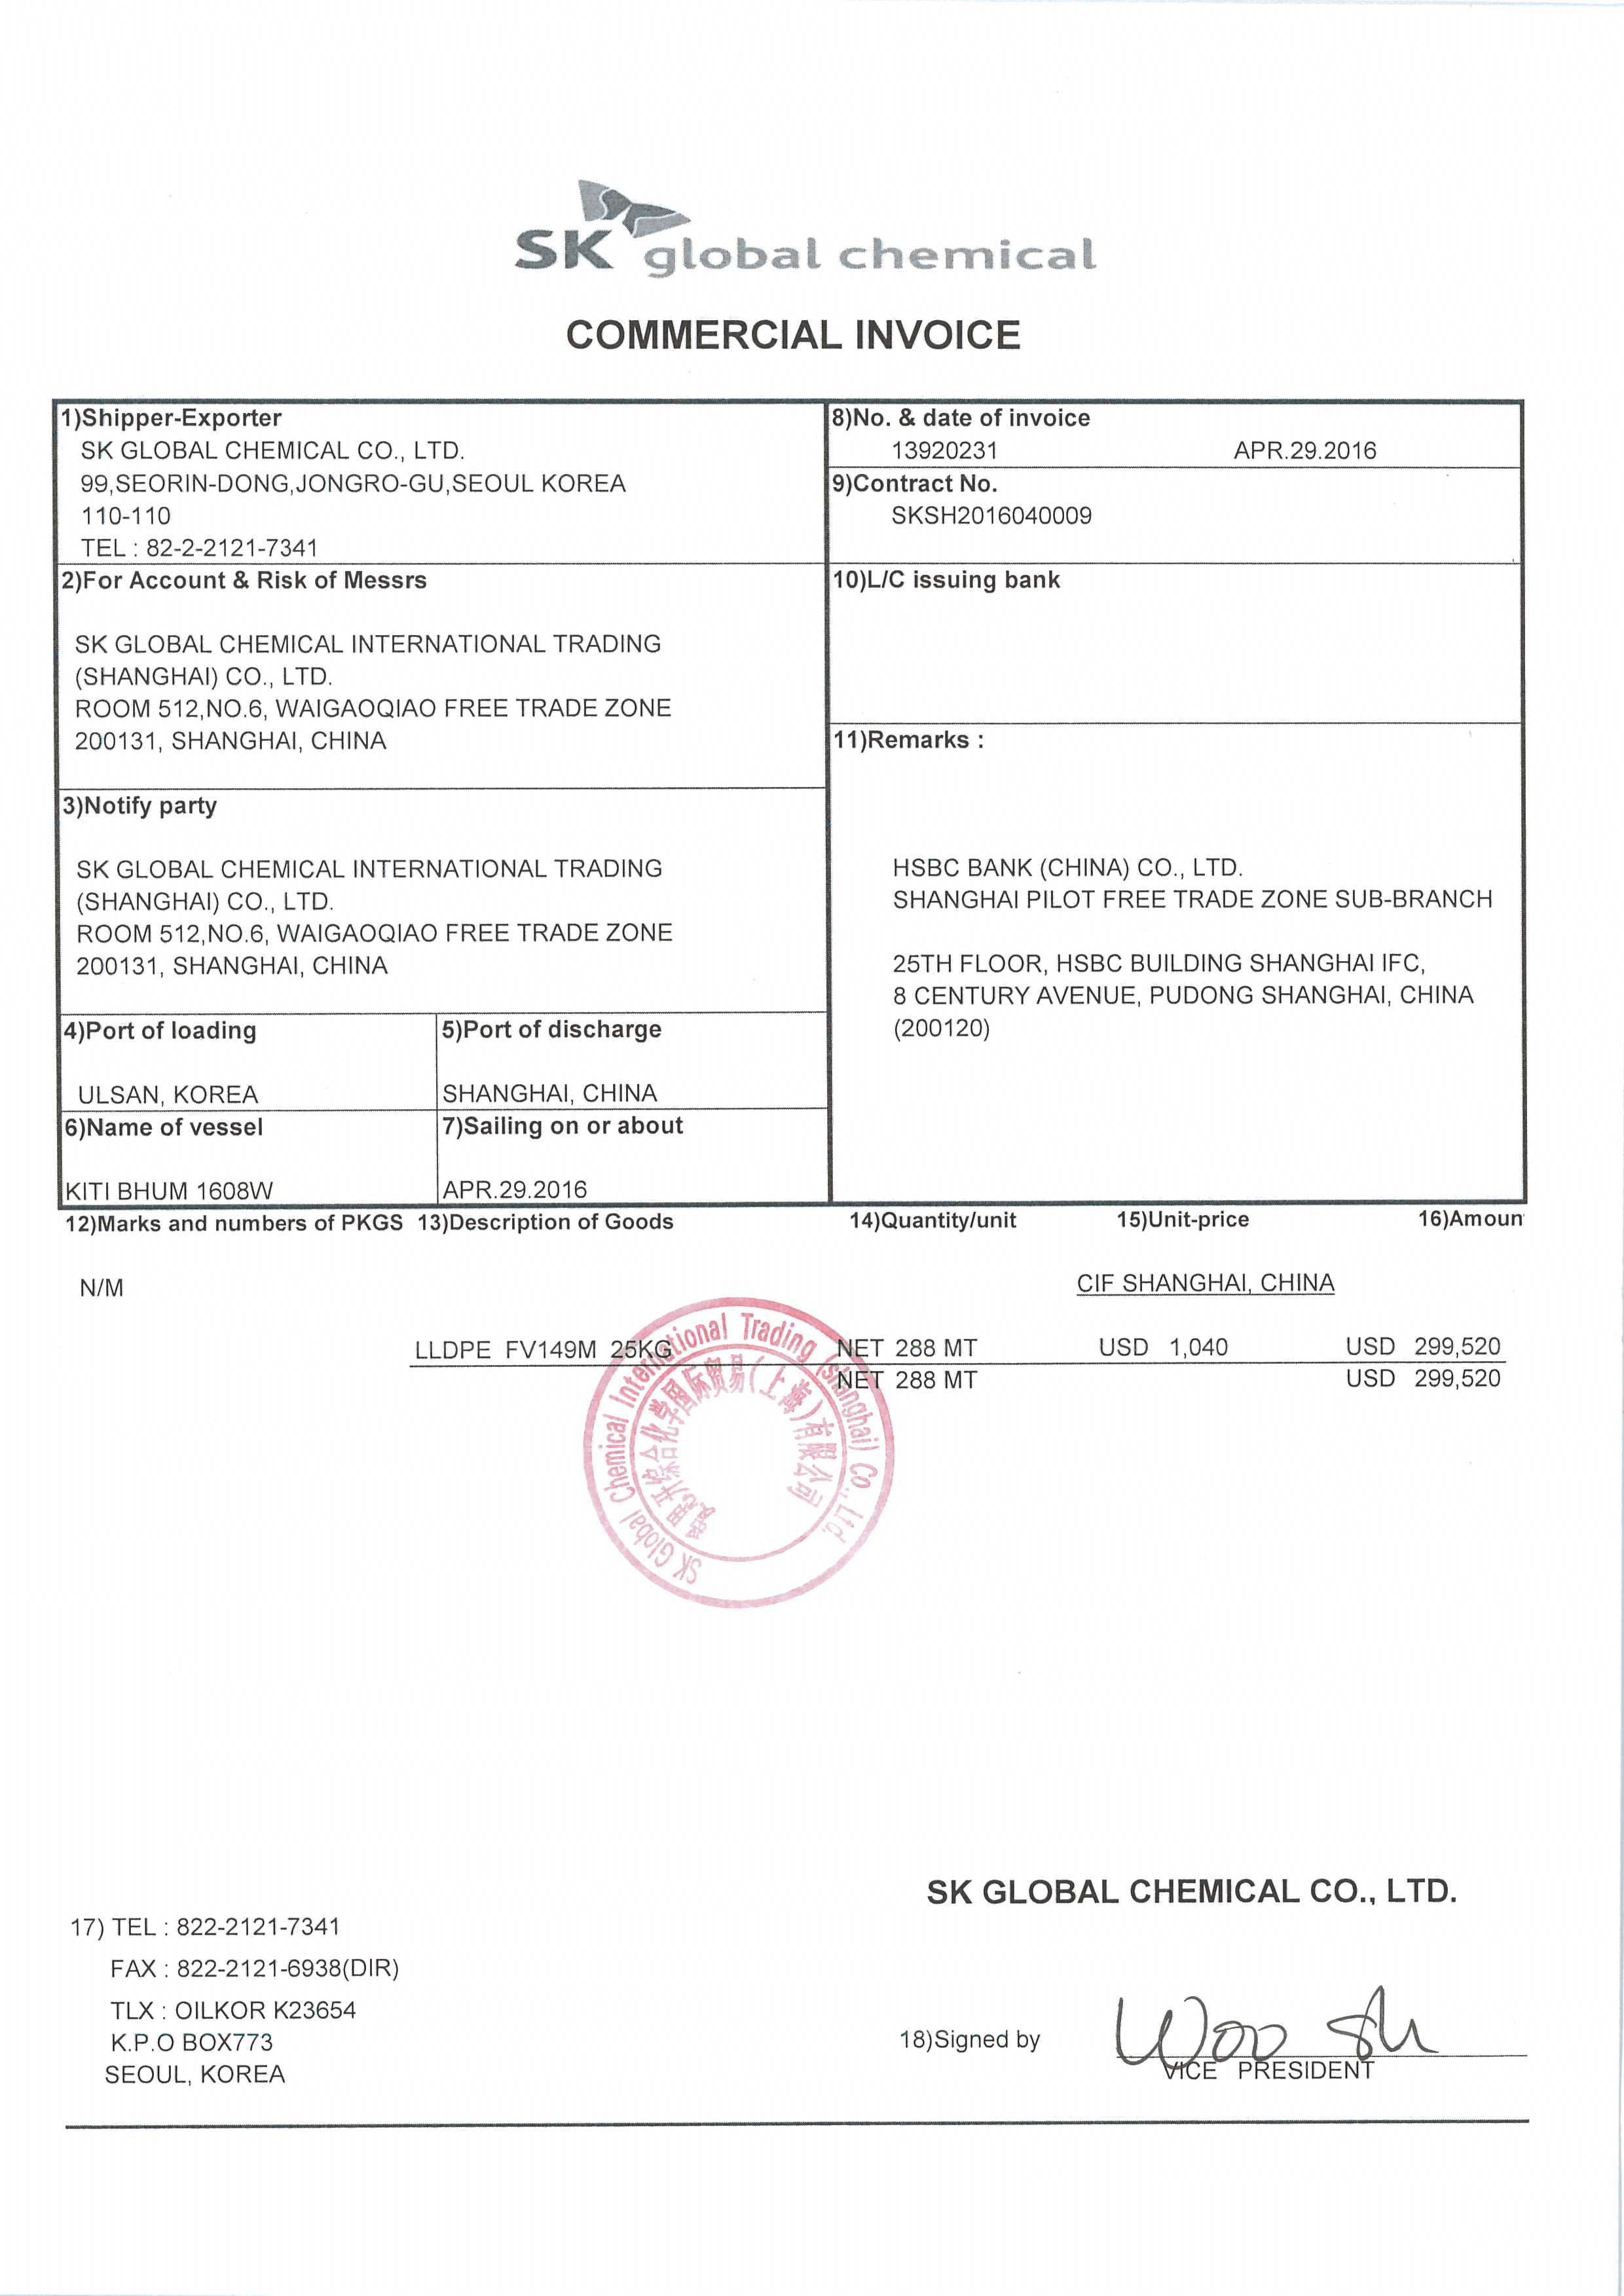 SK global chemical
COMMERCIAL INVOICE
1)Shipper-Exporter
SK GLOBAL CHEMICAL CO., LTD.
99,SEORIN-DONG,JONGRO-GU,SEOUL KOREA
110-110
TEL : 82-2-2121-7341
8)No. & date of invoice
13920231 APR.29.2016
9)Contract No.
SKSH2016040009
2)For Account & Risk of Messrs
SK GLOBAL CHEMICAL INTERNATIONAL TRADING
(SHANGHAI) CO., LTD.
ROOM 512,NO.6, WAIGAOQIAO FREE TRADE ZONE
200131, SHANGHAI, CHINA
10)L/C issuing bank
3)Notify party
SK GLOBAL CHEMICAL INTERNATIONAL TRADING
(SHANGHAI) CO., LTD.
ROOM 512,NO.6, WAIGAOQIAO FREE TRADE ZONE
200131, SHANGHAI, CHINA
11)Remarks :
HSBC BANK (CHINA) CO., LTD.
SHANGHAI PILOT FREE TRADE ZONE SUB-BRANCH
25TH FLOOR, HSBC BUILDING SHANGHAI IFC,
8 CENTURY AVENUE, PUDONG SHANGHAI, CHINA
(200120)
4)Port of loading
ULSAN, KOREA
5)Port of discharge
SHANGHAI, CHINA
6)Name of vessel
KITI BHUM 1608W
7)Sailing on or about
APR.29.2016
12)Marks and numbers of PKGS 13)Description of Goods 14)Quantity/unit 15)Unit-price 16)Amoun
N/M CIF SHANGHAI, CHINA
LLDPE FV149M 25KG NET 288 MT USD 1,040 USD 299,520
NET 288 MT USD 299,520
SK Global Chemical International Trading (Shanghai) Co., Ltd.
爱思开综合化学国际贸易(上海)有限公司
SK GLOBAL CHEMICAL CO., LTD.
17) TEL : 822-2121-7341
FAX : 822-2121-6938(DIR)
TLX : OILKOR K23654
K.P.O BOX773
SEOUL, KOREA
18)Signed by
Woo Sh
VICE PRESIDENT